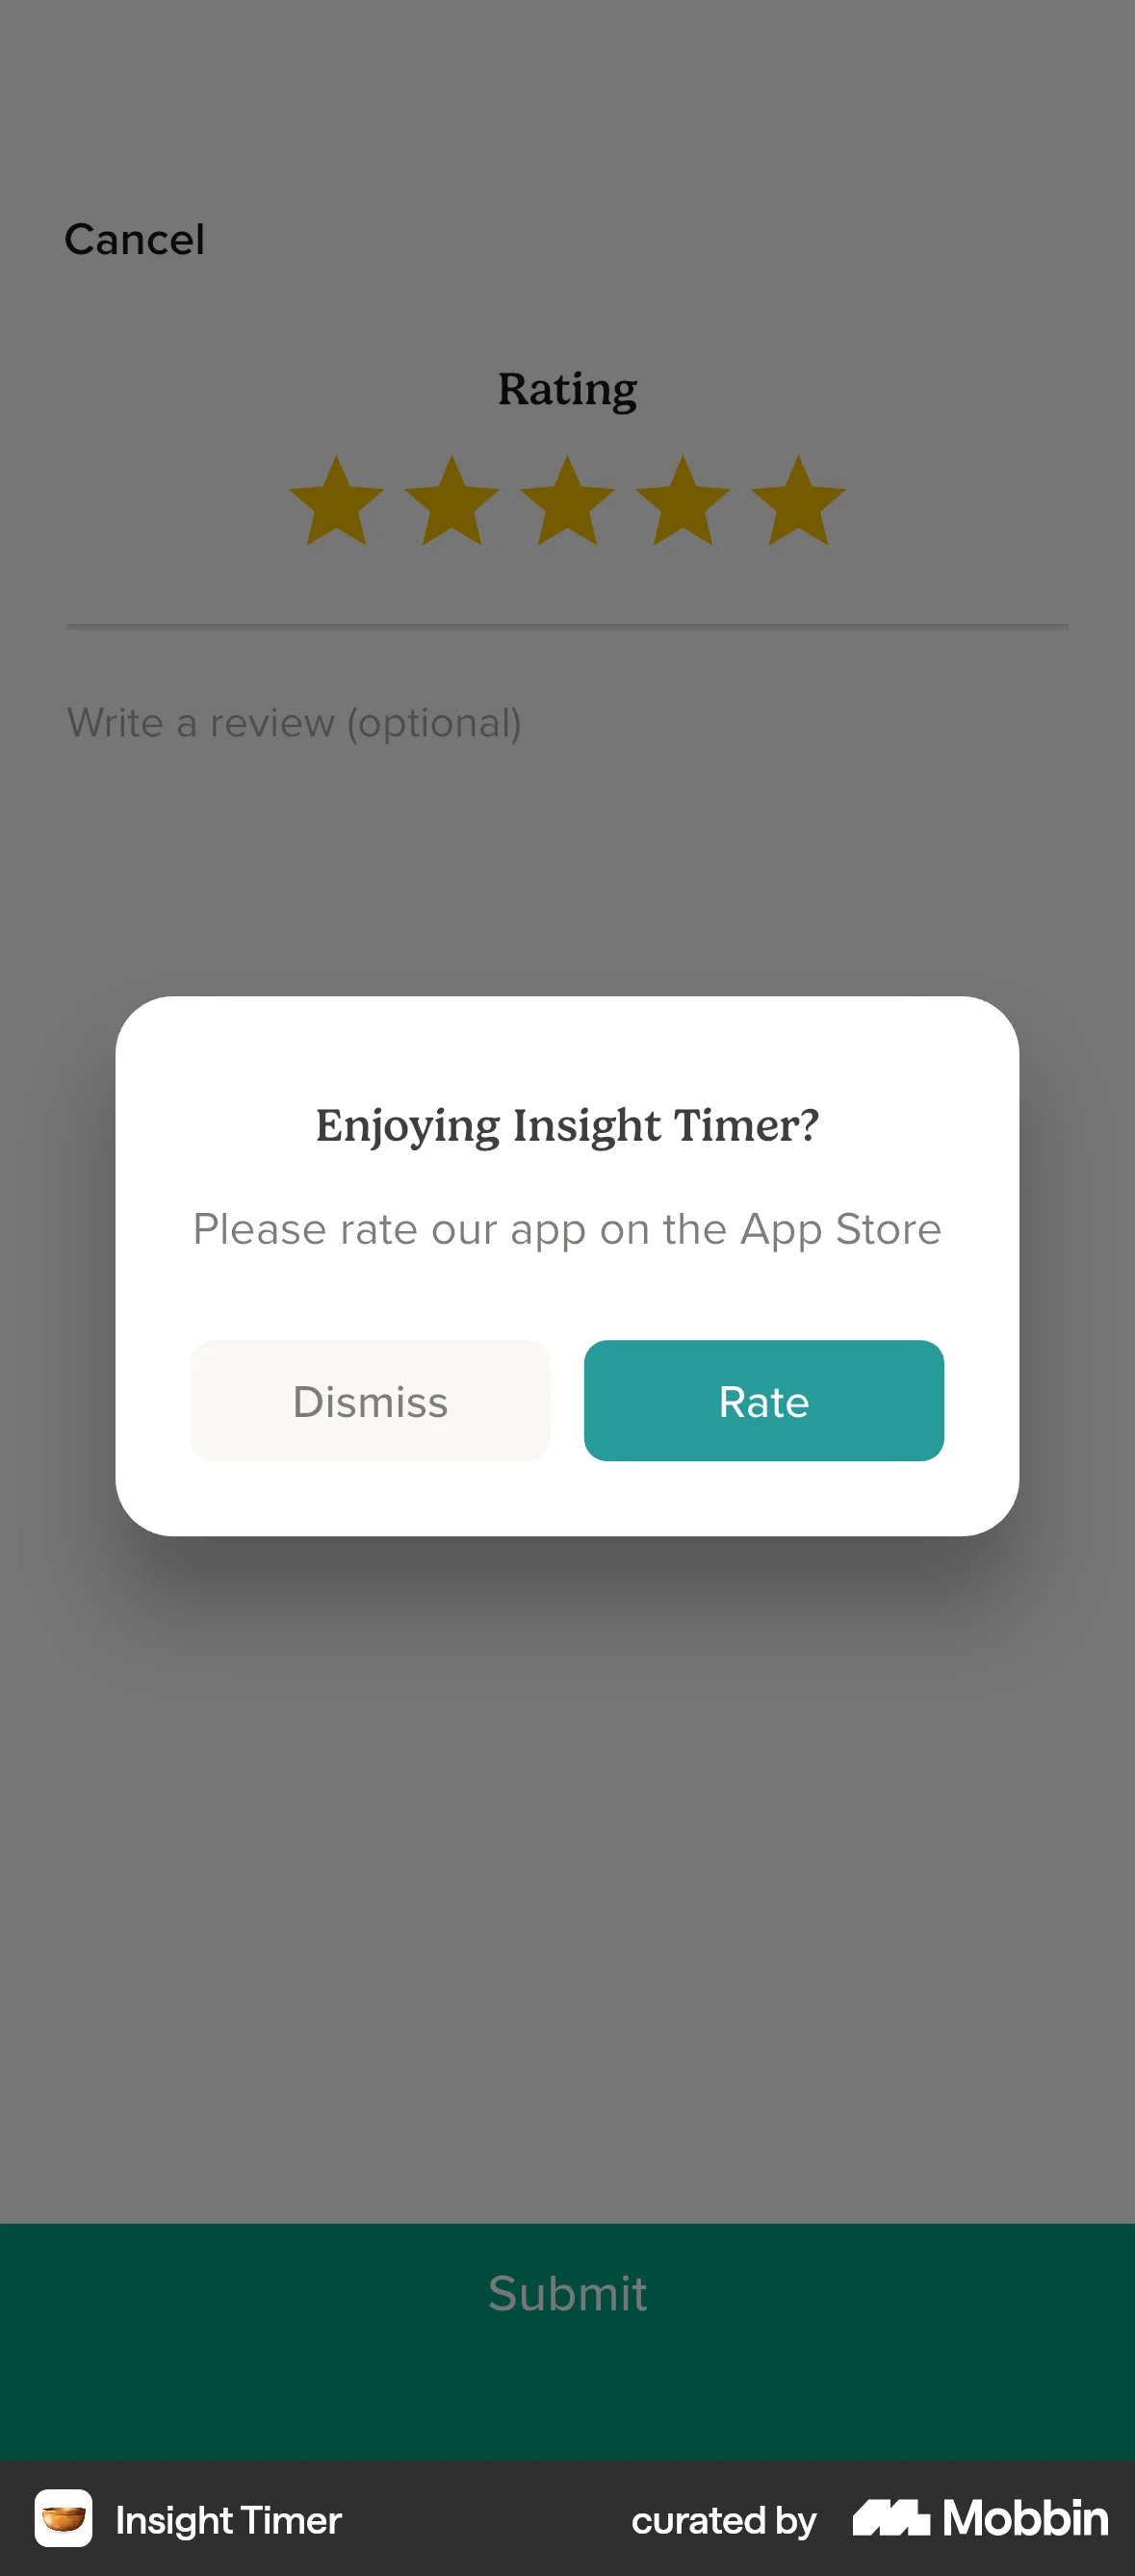 Cancel
Rating
Write a review (optional)
Enjoying Insight Timer?
Please rate our app on the App Store
Dismiss
Rate
Submit
Insight Timer
curated by
Mobbin